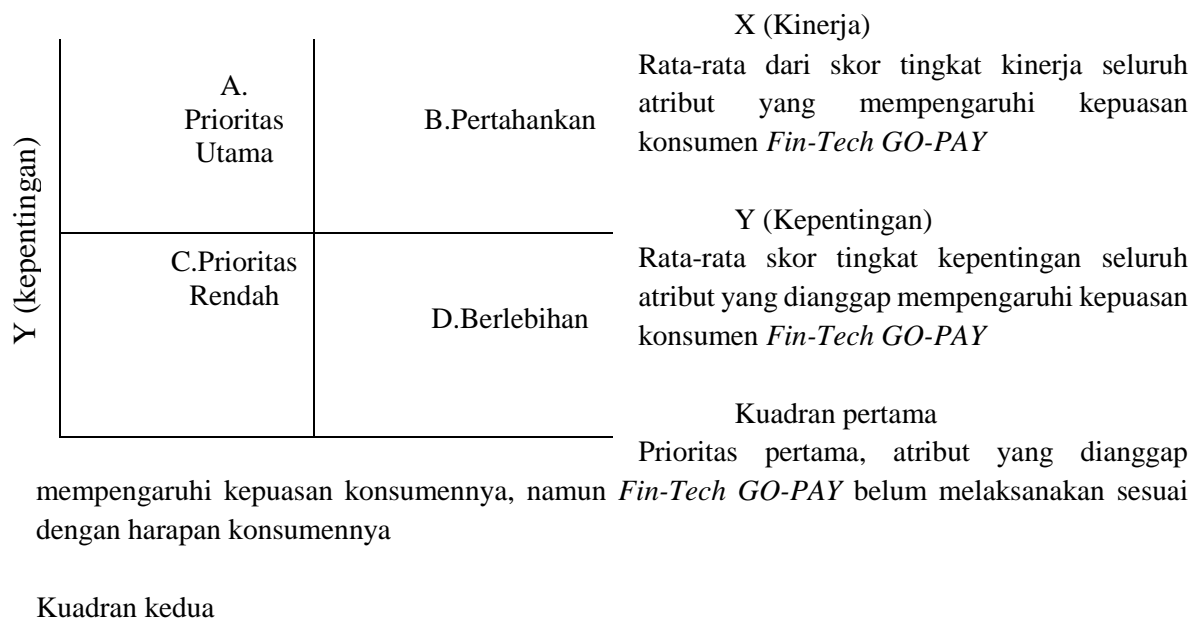 Y (kepentingan)
A.
Prioritas
Utama
B.Pertahankan
C.Prioritas
Rendah
D.Berlebihan
X (Kinerja)
Rata-rata dari skor tingkat kinerja seluruh
atribut yang mempengaruhi kepuasan
konsumen Fin-Tech GO-PAY
Y (Kepentingan)
Rata-rata skor tingkat kepentingan seluruh
atribut yang dianggap mempengaruhi kepuasan
konsumen Fin-Tech GO-PAY
Kuadran pertama
Prioritas pertama, atribut yang dianggap
mempengaruhi kepuasan konsumennya, namun Fin-Tech GO-PAY belum melaksanakan sesuai
dengan harapan konsumennya
Kuadran kedua